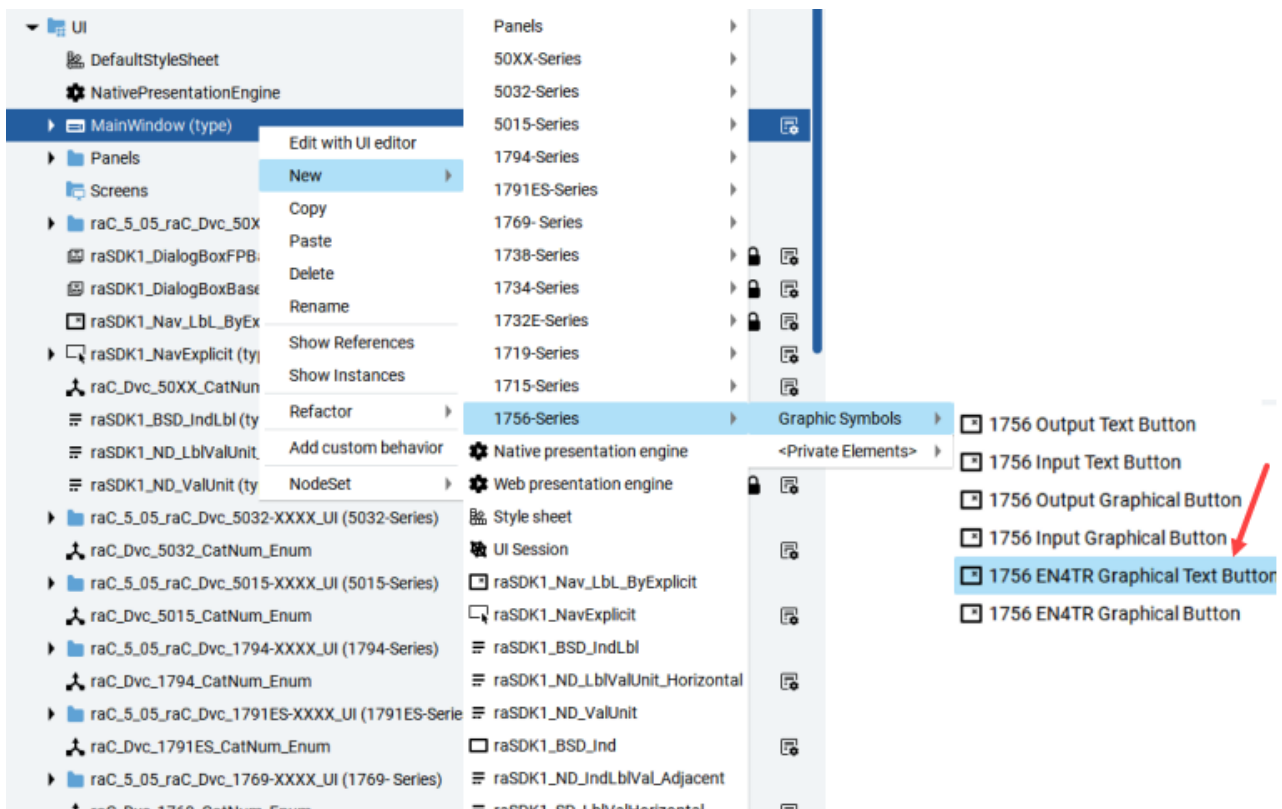 UI
DefaultStyleSheet
NativePresentationEngine
MainWindow (type)
Panels
Screens
raC_5_05_raC_Dvc_50X
raSDK1_DialogBoxFPBa
raSDK1_DialogBoxBase
raSDK1_Nav_LbL_ByEx
raSDK1_NavExplicit (ty
raC_Dvc_50XX_CatNum
raSDK1_BSD_IndLbl (ty
raSDK1_ND_LblValUnit_
raSDK1_ND_ValUnit (ty
raC_5_05_raC_Dvc_5032-XXXX_UI (5032-Series)
raC_Dvc_5032_CatNum_Enum
raC_5_05_raC_Dvc_5015-XXXX_UI (5015-Series)
raC_Dvc_5015_CatNum_Enum
raC_5_05_raC_Dvc_1794-XXXX_UI (1794-Series)
raC_Dvc_1794_CatNum_Enum
raC_5_05_raC_Dvc_1791ES-XXXX_UI (1791ES-Serie
raC_Dvc_1791ES_CatNum_Enum
raC_5_05_raC_Dvc_1769-XXXX_UI (1769- Series)
raC_Dvc_1769_CatNum_Enum
Edit with UI editor
New
Copy
Paste
Delete
Rename
Show References
Show Instances
Refactor
Add custom behavior
NodeSet
Panels
50XX-Series
5032-Series
5015-Series
1794-Series
1791ES-Series
1769- Series
1738-Series
1734-Series
1732E-Series
1719-Series
1715-Series
1756-Series
Native presentation engine
Web presentation engine
Style sheet
UI Session
raSDK1_Nav_LbL_ByExplicit
raSDK1_NavExplicit
raSDK1_BSD_IndLbl
raSDK1_ND_LblValUnit_Horizontal
raSDK1_ND_ValUnit
raSDK1_BSD_Ind
raSDK1_ND_IndLblVal_Adjacent
raSDK1_SD_LblValHorizontal
Graphic Symbols
<Private Elements>
1756 Output Text Button
1756 Input Text Button
1756 Output Graphical Button
1756 Input Graphical Button
1756 EN4TR Graphical Text Button
1756 EN4TR Graphical Button